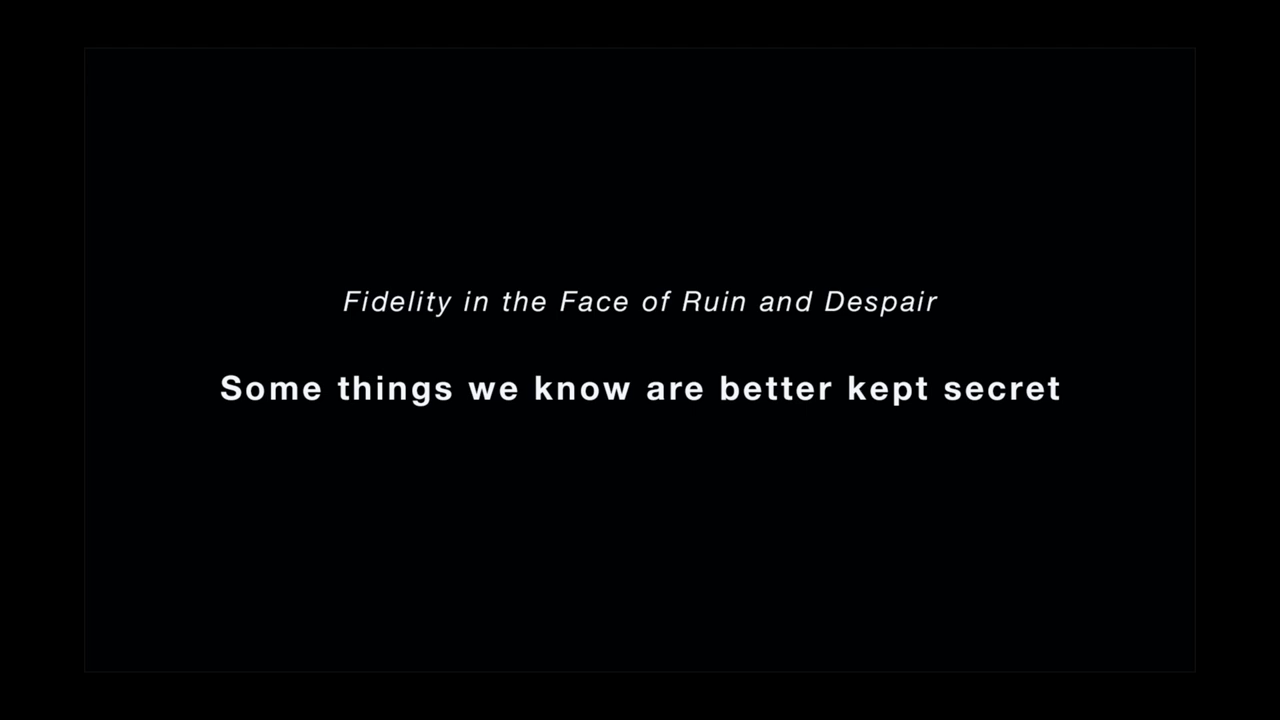 Fidelity in the Face of Ruin and Despair
Some things we know are better kept secret